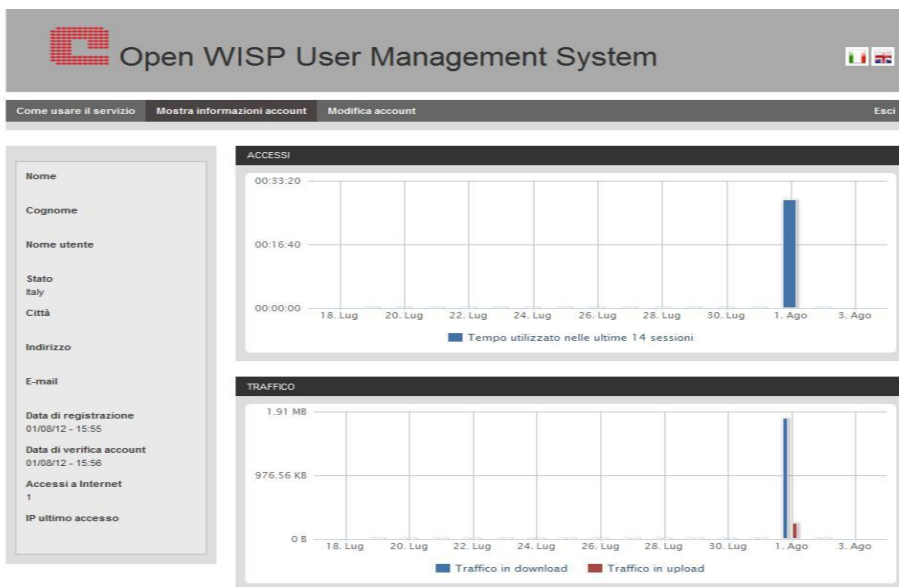 Open WISP User Management System
Come usare il servizio Mostra informazioni account Modifica account Esci
Nome
Cognome
Nome utente
Stato
Italy
Città
Indirizzo
E-mail
Data di registrazione
01/08/12 - 15:55
Data di verifica account
01/08/12 - 15:56
Accessi a Internet
1
IP ultimo accesso
ACCESSI
00:33:20
00:16:40
00:00:00
18. Lug 20. Lug 22. Lug 24. Lug 26. Lug 28. Lug 30. Lug 1. Ago 3. Ago
Tempo utilizzato nelle ultime 14 sessioni
TRAFFICO
1.91 MB
976.56 KB
0 B
18. Lug 20. Lug 22. Lug 24. Lug 26. Lug 28. Lug 30. Lug 1. Ago 3. Ago
Traffico in download Traffico in upload